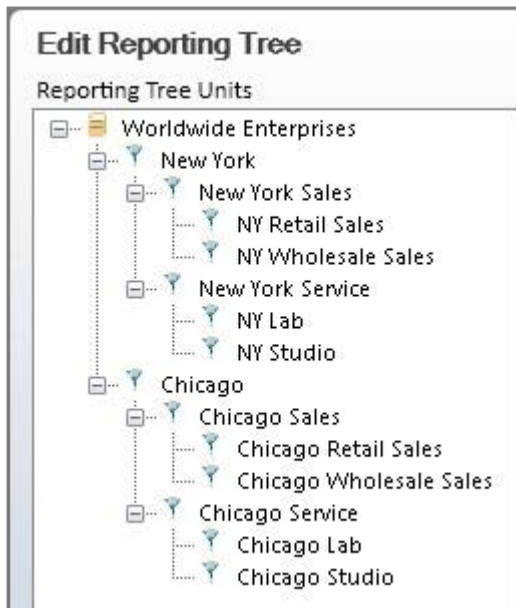 Edit Reporting Tree
Reporting Tree Units
Worldwide Enterprises
New York
New York Sales
NY Retail Sales
NY Wholesale Sales
New York Service
NY Lab
NY Studio
Chicago
Chicago Sales
Chicago Retail Sales
Chicago Wholesale Sales
Chicago Service
Chicago Lab
Chicago Studio